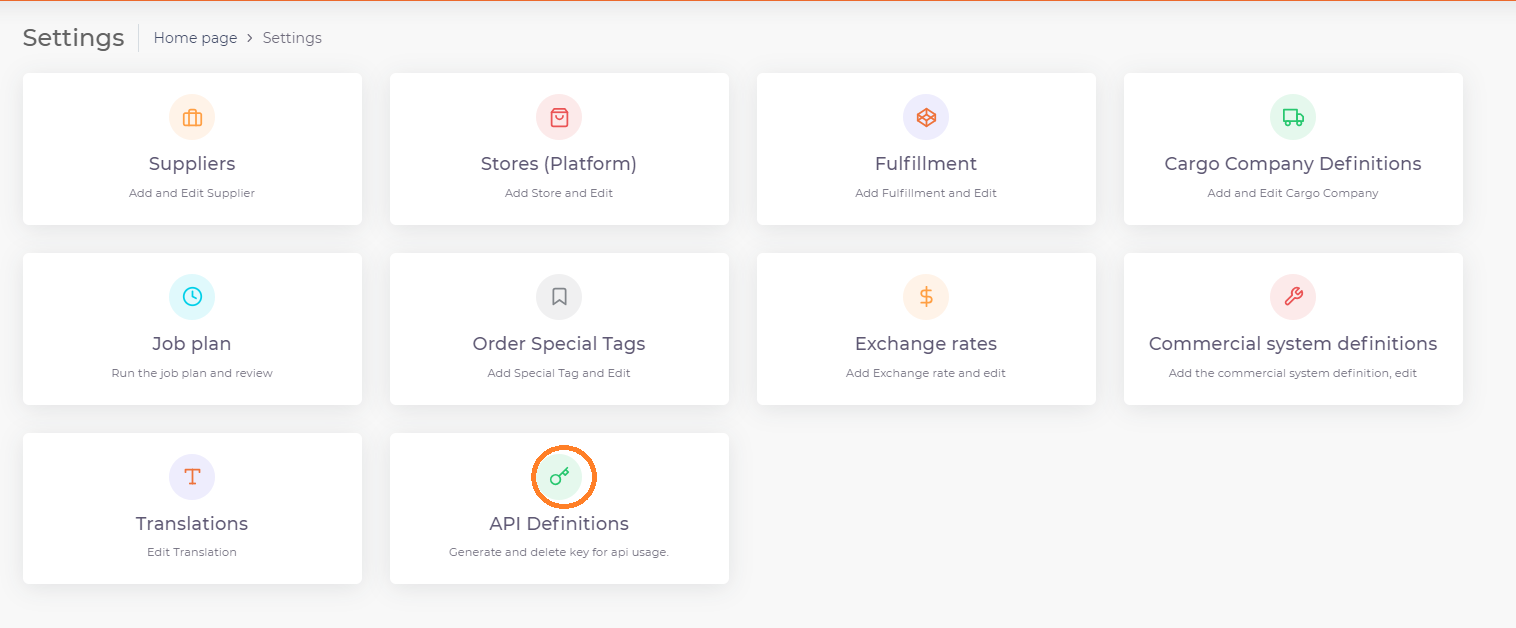 Settings
Home page > Settings
Suppliers
Add and Edit Supplier
Stores (Platform)
Add Store and Edit
Fulfillment
Add Fulfillment and Edit
Cargo Company Definitions
Add and Edit Cargo Company
Job plan
Run the job plan and review
Order Special Tags
Add Special Tag and Edit
Exchange rates
Add Exchange rate and edit
Commercial system definitions
Add the commercial system definition, edit
Translations
Edit Translation
API Definitions
Generate and delete key for api usage.